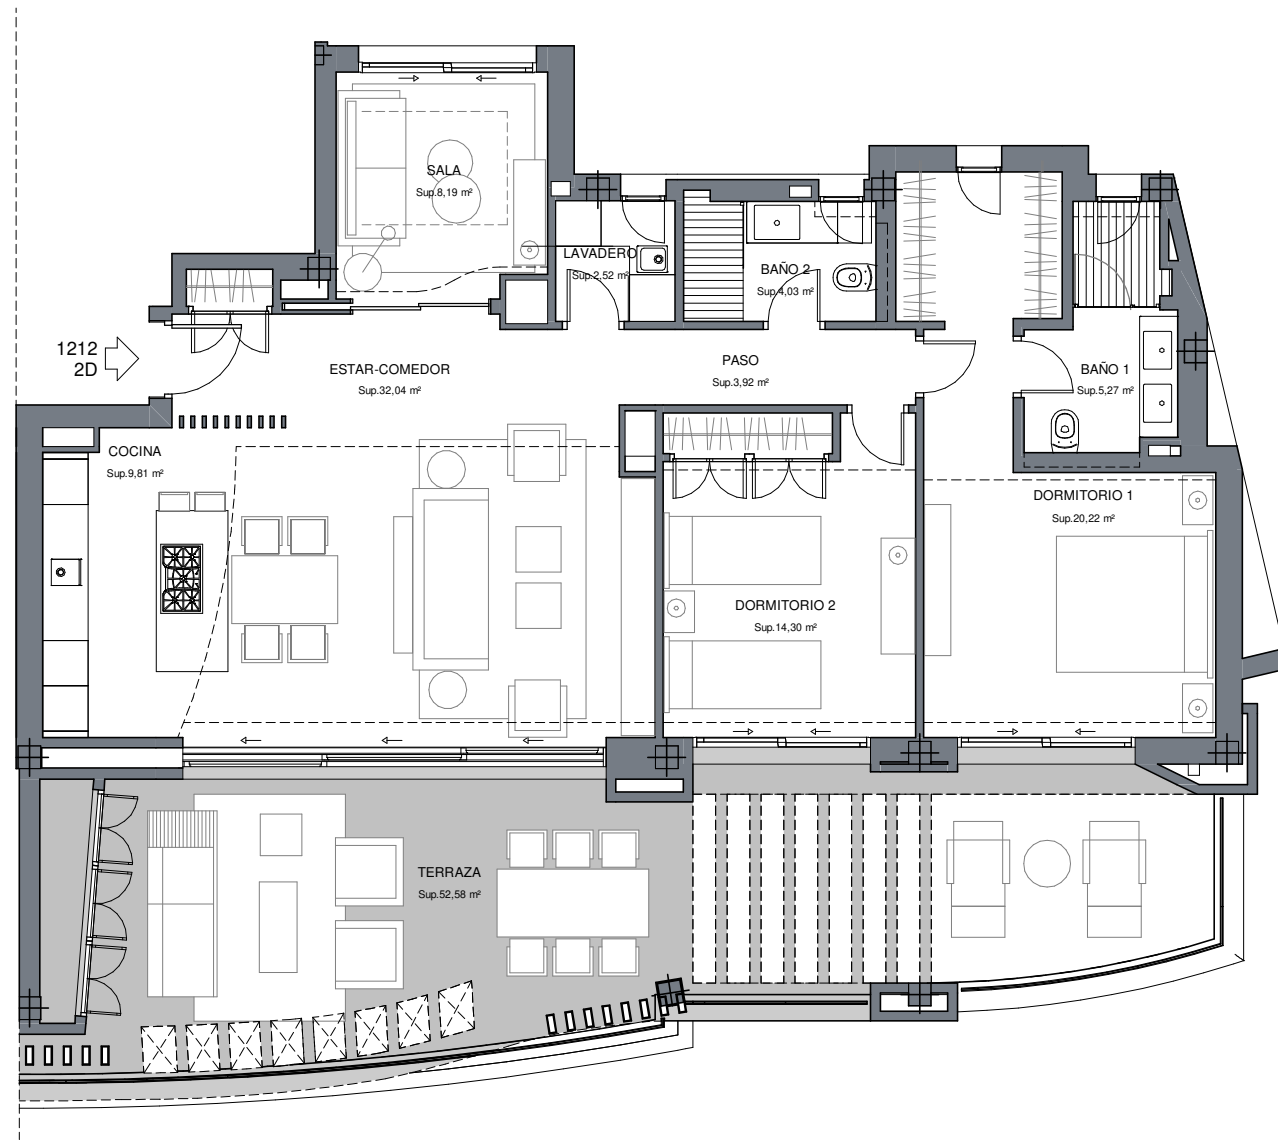 SALA
Sup.8,19 m²
LAVADERO
Sup.2,52 m²
BAÑO 2
Sup.4,03 m²
1212
2D
ESTAR-COMEDOR
Sup.32,04 m²
PASO
Sup.3,92 m²
BAÑO 1
Sup.5,27 m²
COCINA
Sup.9,81 m²
DORMITORIO 1
Sup.20,22 m²
DORMITORIO 2
Sup.14,30 m²
TERRAZA
Sup.52,58 m²